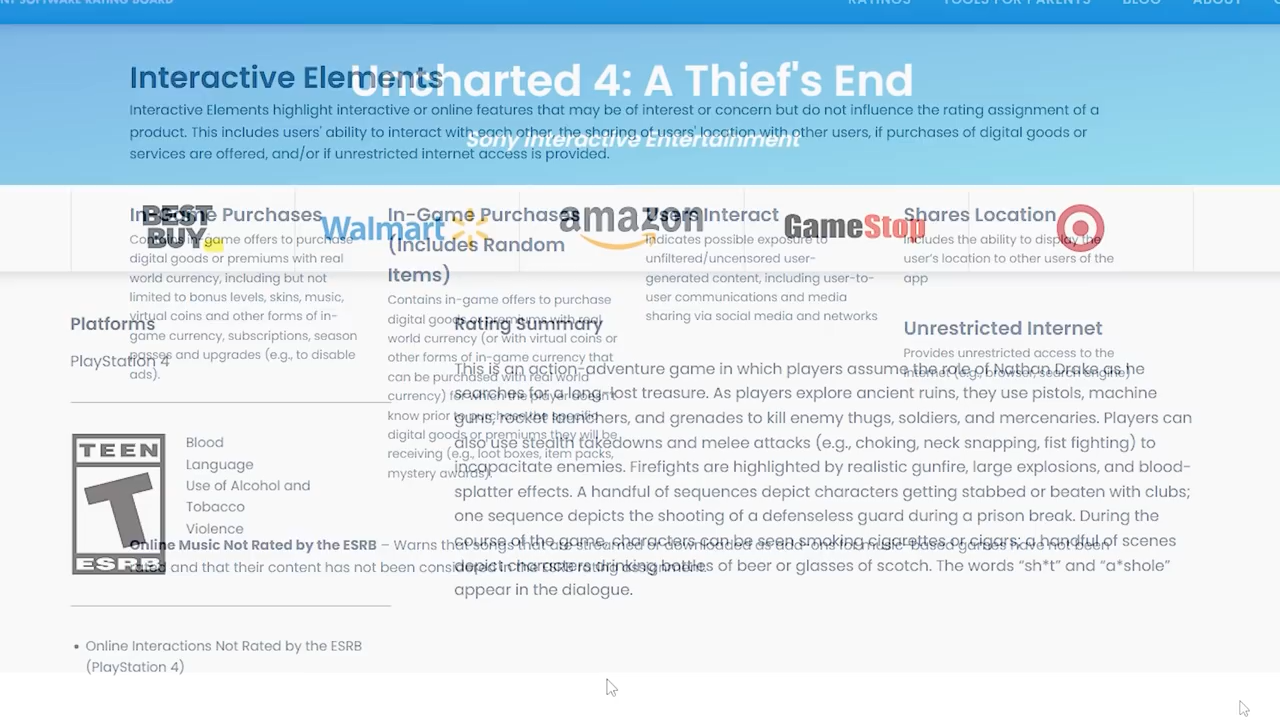 NT SOFTWARE RATING BOARD
RATINGS TOOLS FOR PARENTS BLOG ABOUT
Interactive Elements
Interactive Elements highlight interactive or online features that may be of interest or concern but do not influence the rating assignment of a
product. This includes users' ability to interact with each other, the sharing of users' location with other users, if purchases of digital goods or
services are offered, and/or if unrestricted internet access is provided.
Uncharted 4: A Thief's End
Sony Interactive Entertainment
BEST
BUY
Walmart
amazon
GameStop
In-Game Purchases
Contains in-game offers to purchase
digital goods or premiums with real
world currency, including but not
limited to bonus levels, skins, music,
virtual coins and other forms of in-
game currency, subscriptions, season
passes and upgrades (e.g., to disable
ads).
In-Game Purchases
(Includes Random
Items)
Contains in-game offers to purchase
digital goods or premiums with real
world currency (or with virtual coins or
other forms of in-game currency that
can be purchased with real world
currency) for which the player doesn't
know prior to purchase the specific
digital goods or premiums they will be
receiving (e.g., loot boxes, item packs,
mystery awards).
Users Interact
Indicates possible exposure to
unfiltered/uncensored user-
generated content, including user-to-
user communications and media
sharing via social media and networks
Shares Location
Includes the ability to display the
user's location to other users of the
app
Unrestricted Internet
Provides unrestricted access to the
internet (e.g., browser, search engine)
Online Music Not Rated by the ESRB – Warns that songs that are streamed or downloaded as add-ons for music-based games have not been
rated and that their content has not been considered in the ESRB rating assignment.
Platforms
PlayStation 4
TEEN
T
ESRB
Blood
Language
Use of Alcohol and
Tobacco
Violence
Online Interactions Not Rated by the ESRB
(PlayStation 4)
Rating Summary
This is an action-adventure game in which players assume the role of Nathan Drake as he
searches for a long-lost treasure. As players explore ancient ruins, they use pistols, machine
guns, rocket launchers, and grenades to kill enemy thugs, soldiers, and mercenaries. Players can
also use stealth takedowns and melee attacks (e.g., choking, neck snapping, fist fighting) to
incapacitate enemies. Firefights are highlighted by realistic gunfire, large explosions, and blood-
splatter effects. A handful of sequences depict characters getting stabbed or beaten with clubs;
one sequence depicts the shooting of a defenseless guard during a prison break. During the
course of the game, characters can be seen smoking cigarettes or cigars; a handful of scenes
depict characters drinking bottles of beer or glasses of scotch. The words “sh*t” and “a*shole”
appear in the dialogue.